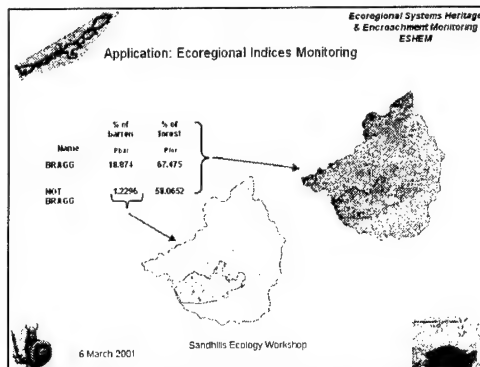 Ecoregional Systems Heritage
& Encroachment Monitoring
ESHEM
Application: Ecoregional Indices Monitoring
% of % of
barren forest
Name Pbar Pfor
BRAGG 18.874 67.475
NOT 1.2296 58.0652
BRAGG
6 March 2001
Sandhills Ecology Workshop